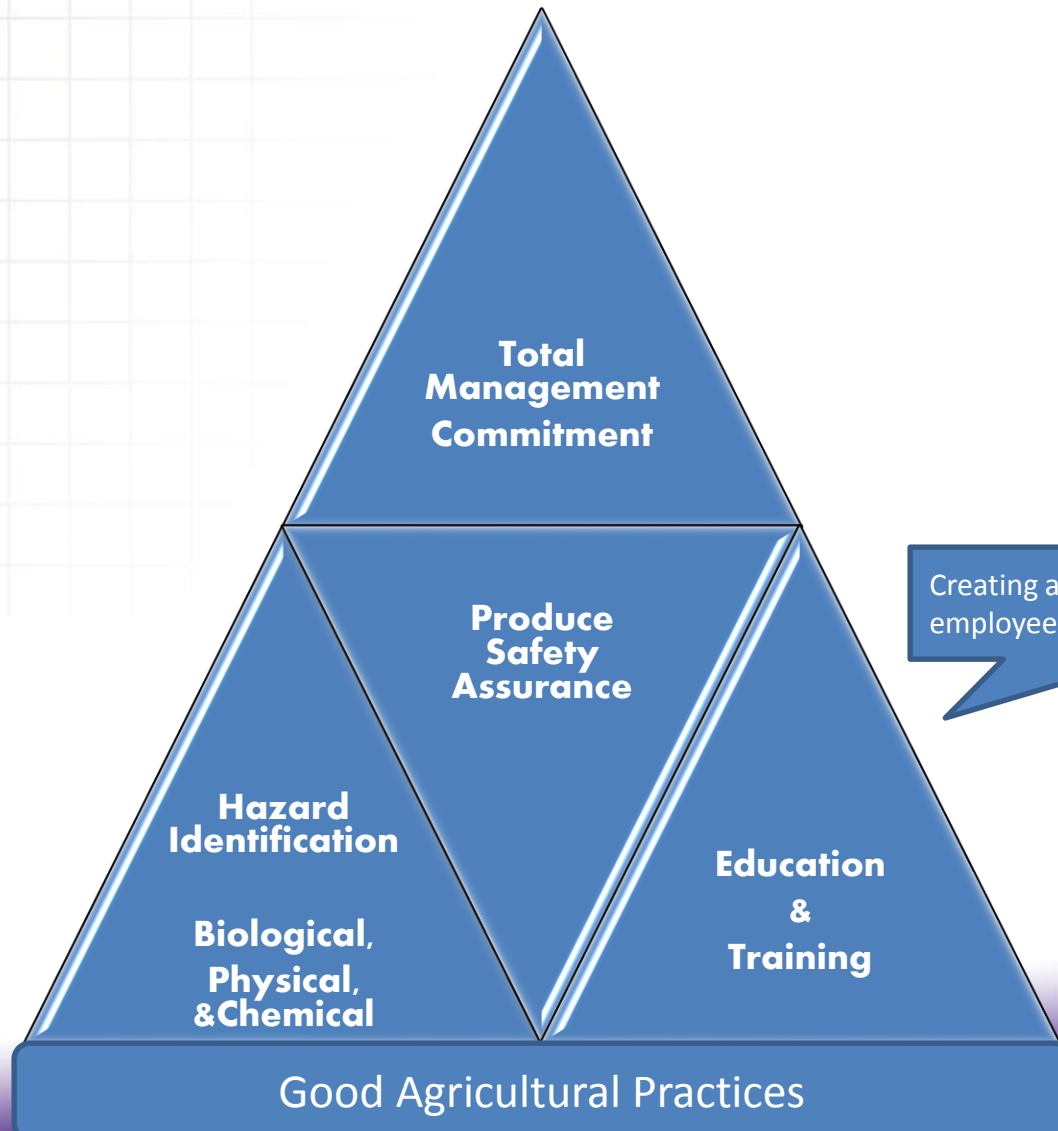 Total
Management
Commitment
Produce
Safety
Assurance
Creating a
employee
Hazard
Identification
Biological,
Physical,
&Chemical
Education
&
Training
Good Agricultural Practices